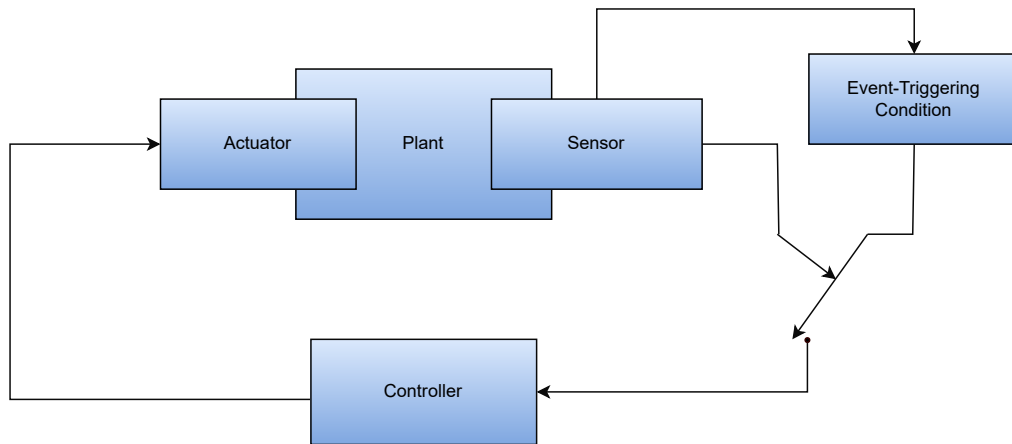 Event-Triggering
Condition
Actuator
Plant
Sensor
Controller